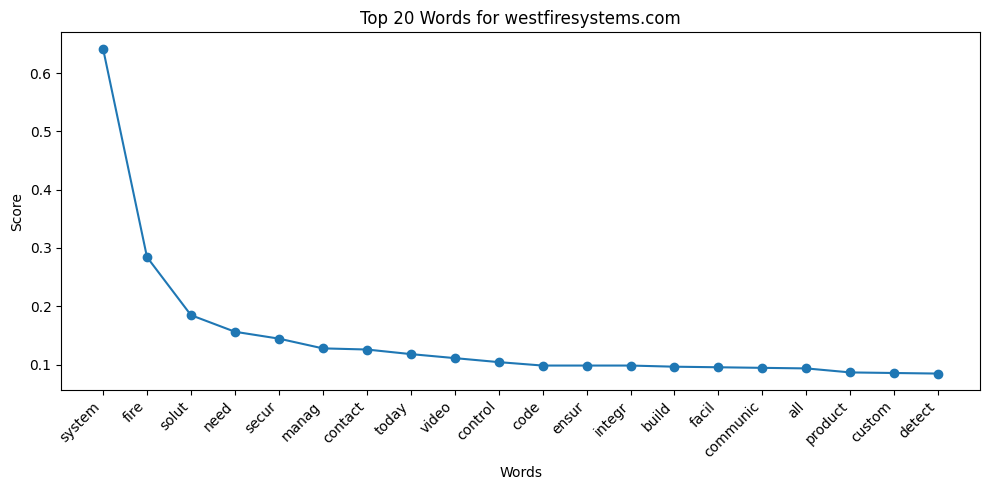 Top 20 Words for westfiresystems.com
Score
0.6
0.5
0.4
0.3
0.2
0.1
system
fire
solut
need
secur
manag
contact
today
video
control
code
ensur
integr
build
facil
communic
all
product
custom
detect
Words